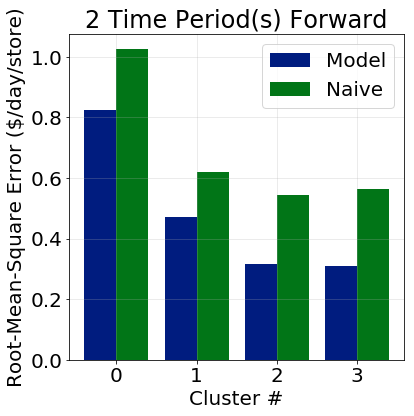 2 Time Period(s) Forward
Root-Mean-Square Error ($/day/store)
1.0
0.8
0.6
0.4
0.2
0.0
Model
Naive
0 1 2 3
Cluster #